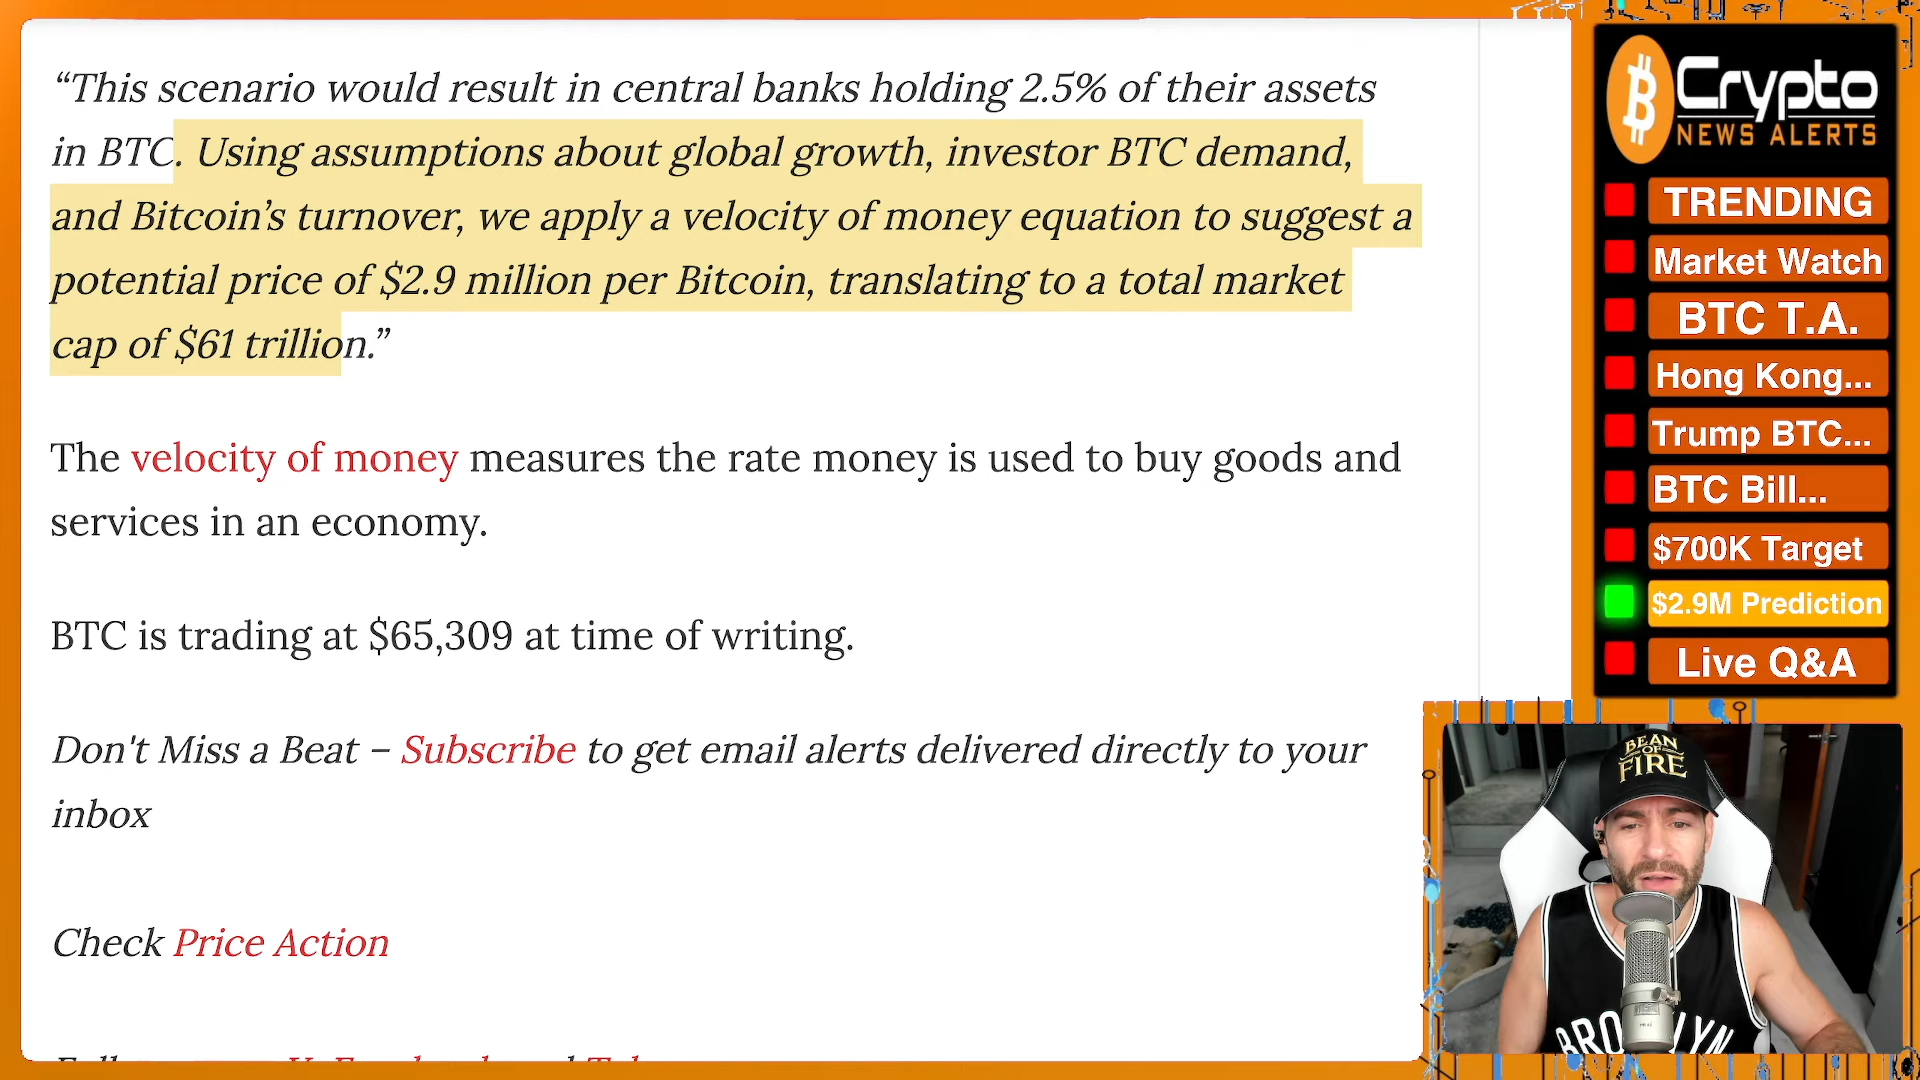 “This scenario would result in central banks holding 2.5% of their assets
in BTC. Using assumptions about global growth, investor BTC demand,
and Bitcoin’s turnover, we apply a velocity of money equation to suggest a
potential price of $2.9 million per Bitcoin, translating to a total market
cap of $61 trillion.”
The velocity of money measures the rate money is used to buy goods and
services in an economy.
BTC is trading at $65,309 at time of writing.
Don't Miss a Beat – Subscribe to get email alerts delivered directly to your
inbox
Check Price Action
Crypto
NEWS ALERTS
TRENDING
Market Watch
BTC T.A.
Hong Kong...
Trump BTC...
BTC Bill...
$700K Target
$2.9M Prediction
Live Q&A
BEAN
OF
FIRE